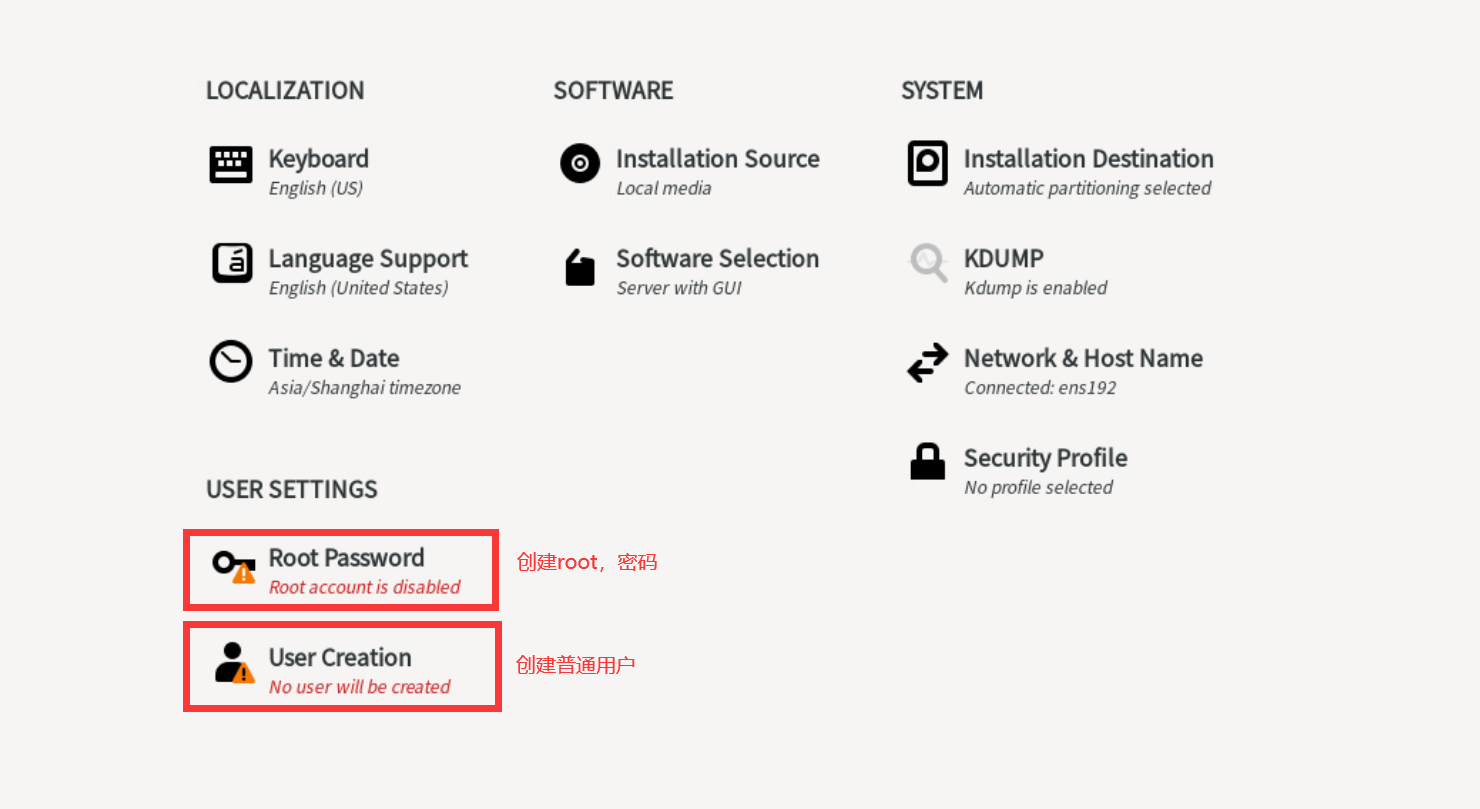 LOCALIZATION
Keyboard
English (US)
Language Support
English (United States)
Time & Date
Asia/Shanghai timezone
SOFTWARE
Installation Source
Local media
Software Selection
Server with GUI
SYSTEM
Installation Destination
Automatic partitioning selected
KDUMP
Kdump is enabled
Network & Host Name
Connected: ens192
Security Profile
No profile selected
USER SETTINGS
Root Password
Root account is disabled
创建root，密码
User Creation
No user will be created
创建普通用户